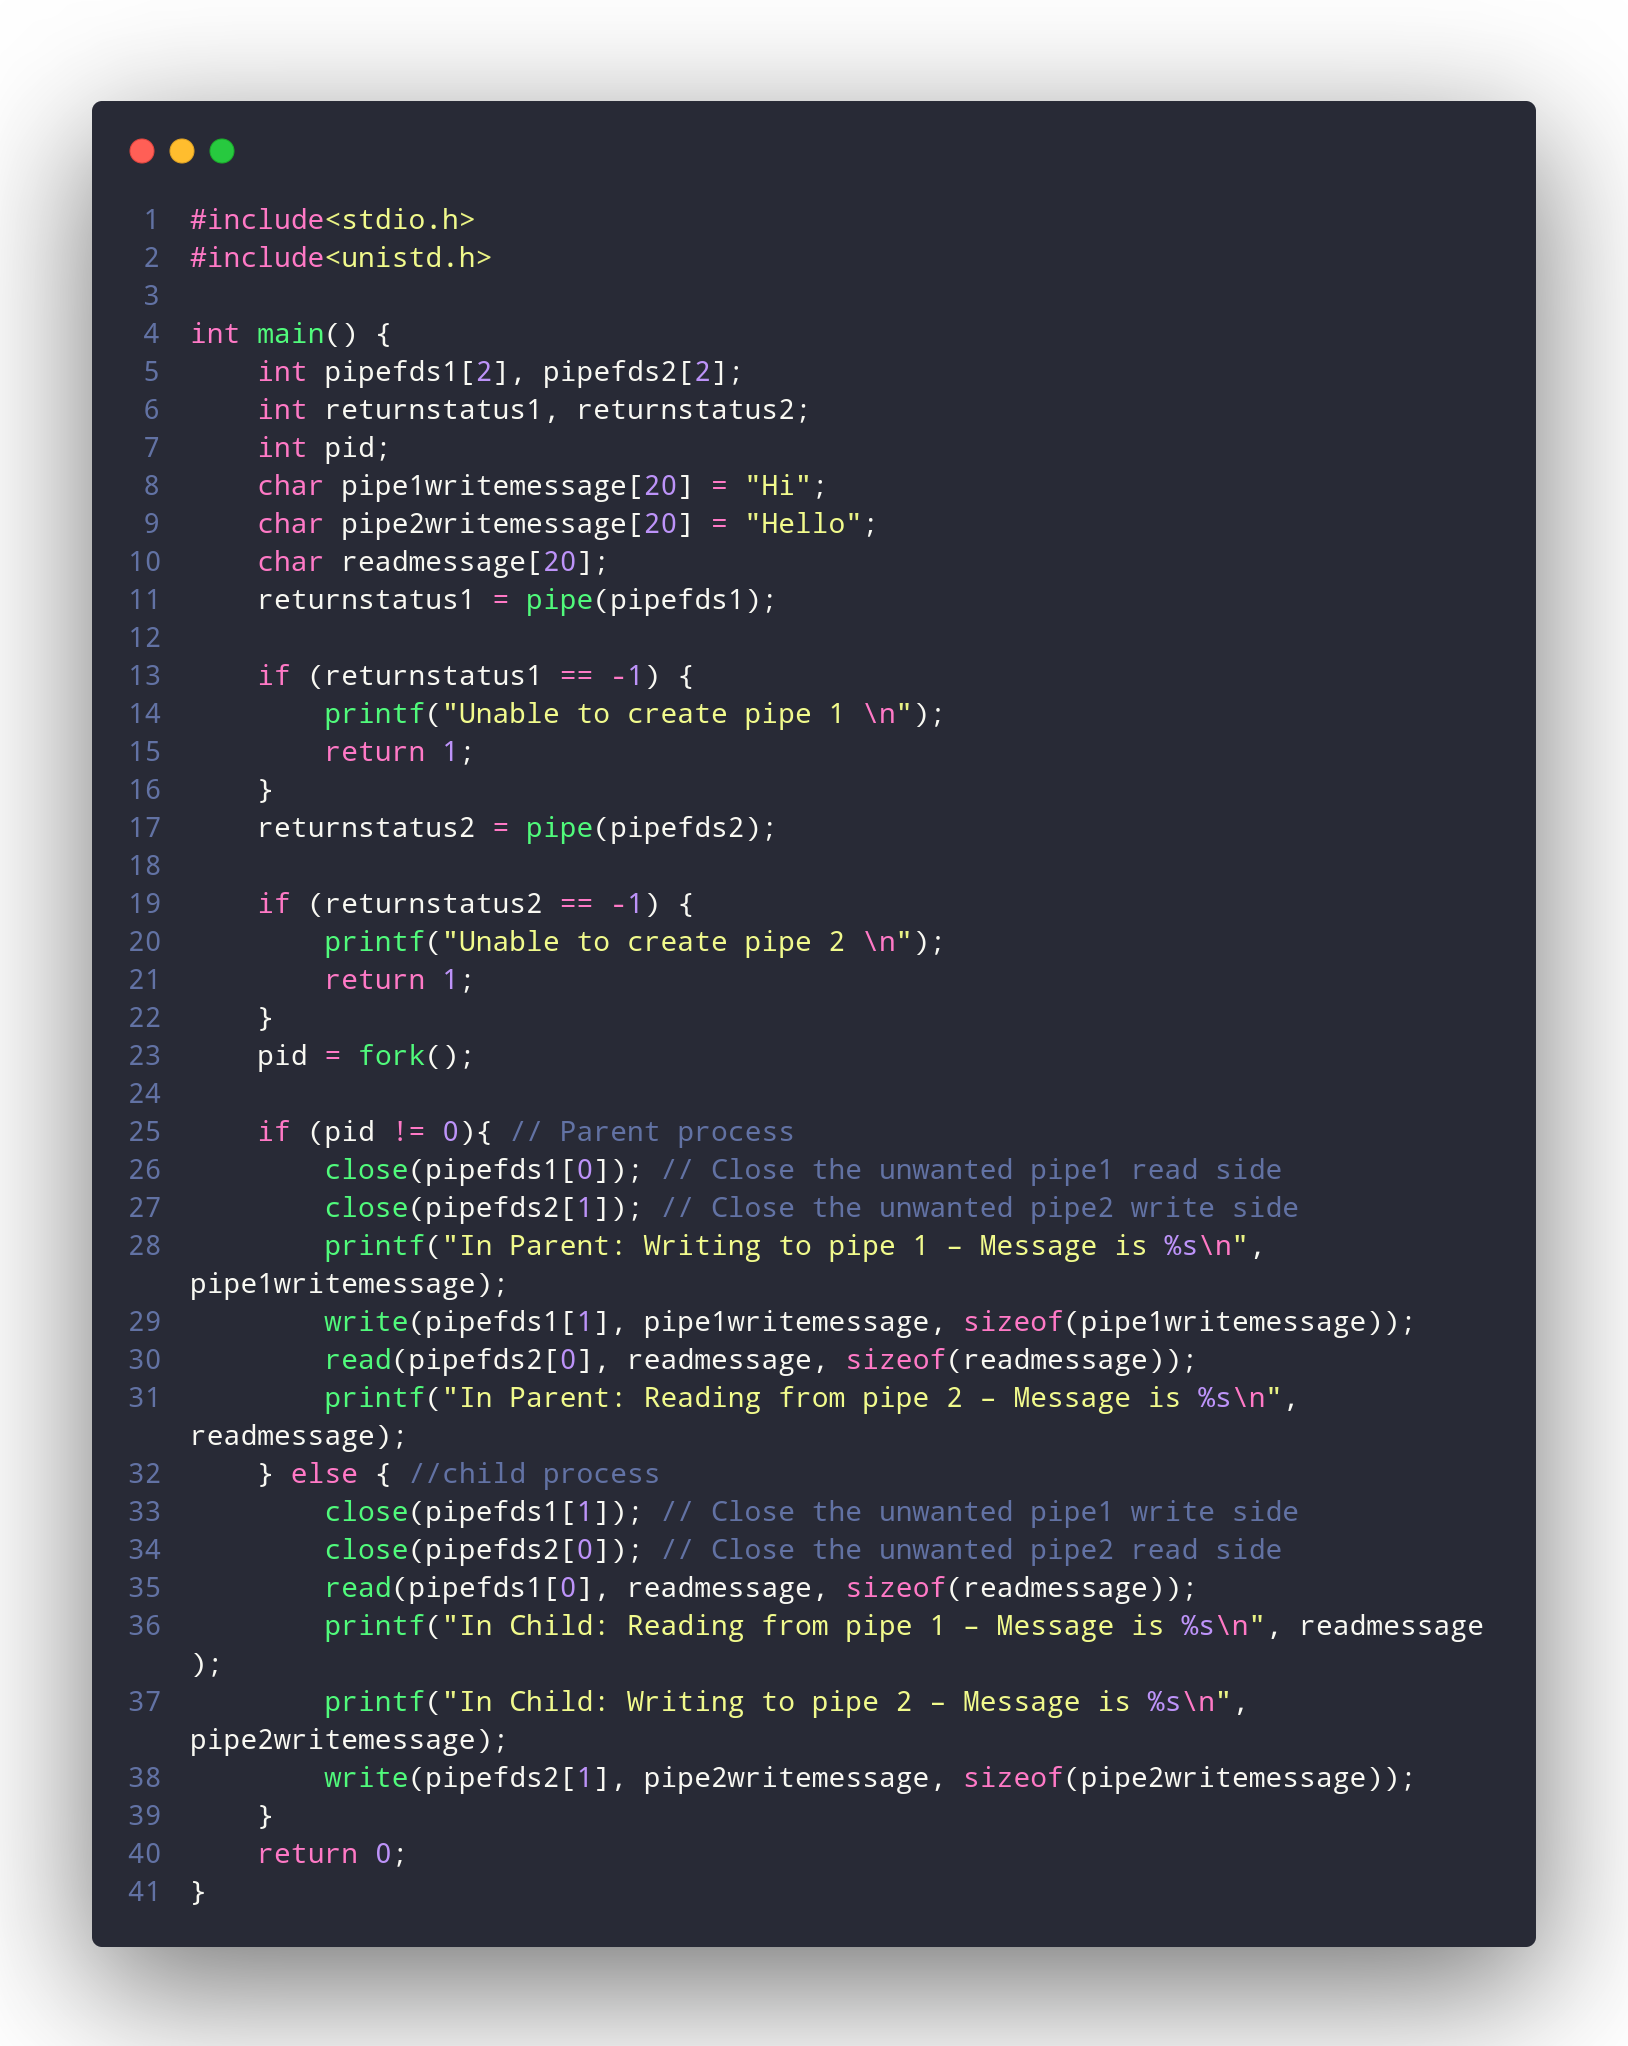 1 #include<stdio.h>
2 #include<unistd.h>
3
4 int main() {
5     int pipefds1[2], pipefds2[2];
6     int returnstatus1, returnstatus2;
7     int pid;
8     char pipe1writemessage[20] = "Hi";
9     char pipe2writemessage[20] = "Hello";
10     char readmessage[20];
11     returnstatus1 = pipe(pipefds1);
12
13     if (returnstatus1 == -1) {
14         printf("Unable to create pipe 1 \n");
15         return 1;
16     }
17     returnstatus2 = pipe(pipefds2);
18
19     if (returnstatus2 == -1) {
20         printf("Unable to create pipe 2 \n");
21         return 1;
22     }
23     pid = fork();
24
25     if (pid != 0){ // Parent process
26         close(pipefds1[0]); // Close the unwanted pipe1 read side
27         close(pipefds2[1]); // Close the unwanted pipe2 write side
28         printf("In Parent: Writing to pipe 1 – Message is %s\n",
pipe1writemessage);
29         write(pipefds1[1], pipe1writemessage, sizeof(pipe1writemessage));
30         read(pipefds2[0], readmessage, sizeof(readmessage));
31         printf("In Parent: Reading from pipe 2 – Message is %s\n",
readmessage);
32     } else { //child process
33         close(pipefds1[1]); // Close the unwanted pipe1 write side
34         close(pipefds2[0]); // Close the unwanted pipe2 read side
35         read(pipefds1[0], readmessage, sizeof(readmessage));
36         printf("In Child: Reading from pipe 1 – Message is %s\n", readmessage
);
37         printf("In Child: Writing to pipe 2 – Message is %s\n",
pipe2writemessage);
38         write(pipefds2[1], pipe2writemessage, sizeof(pipe2writemessage));
39     }
40     return 0;
41 }